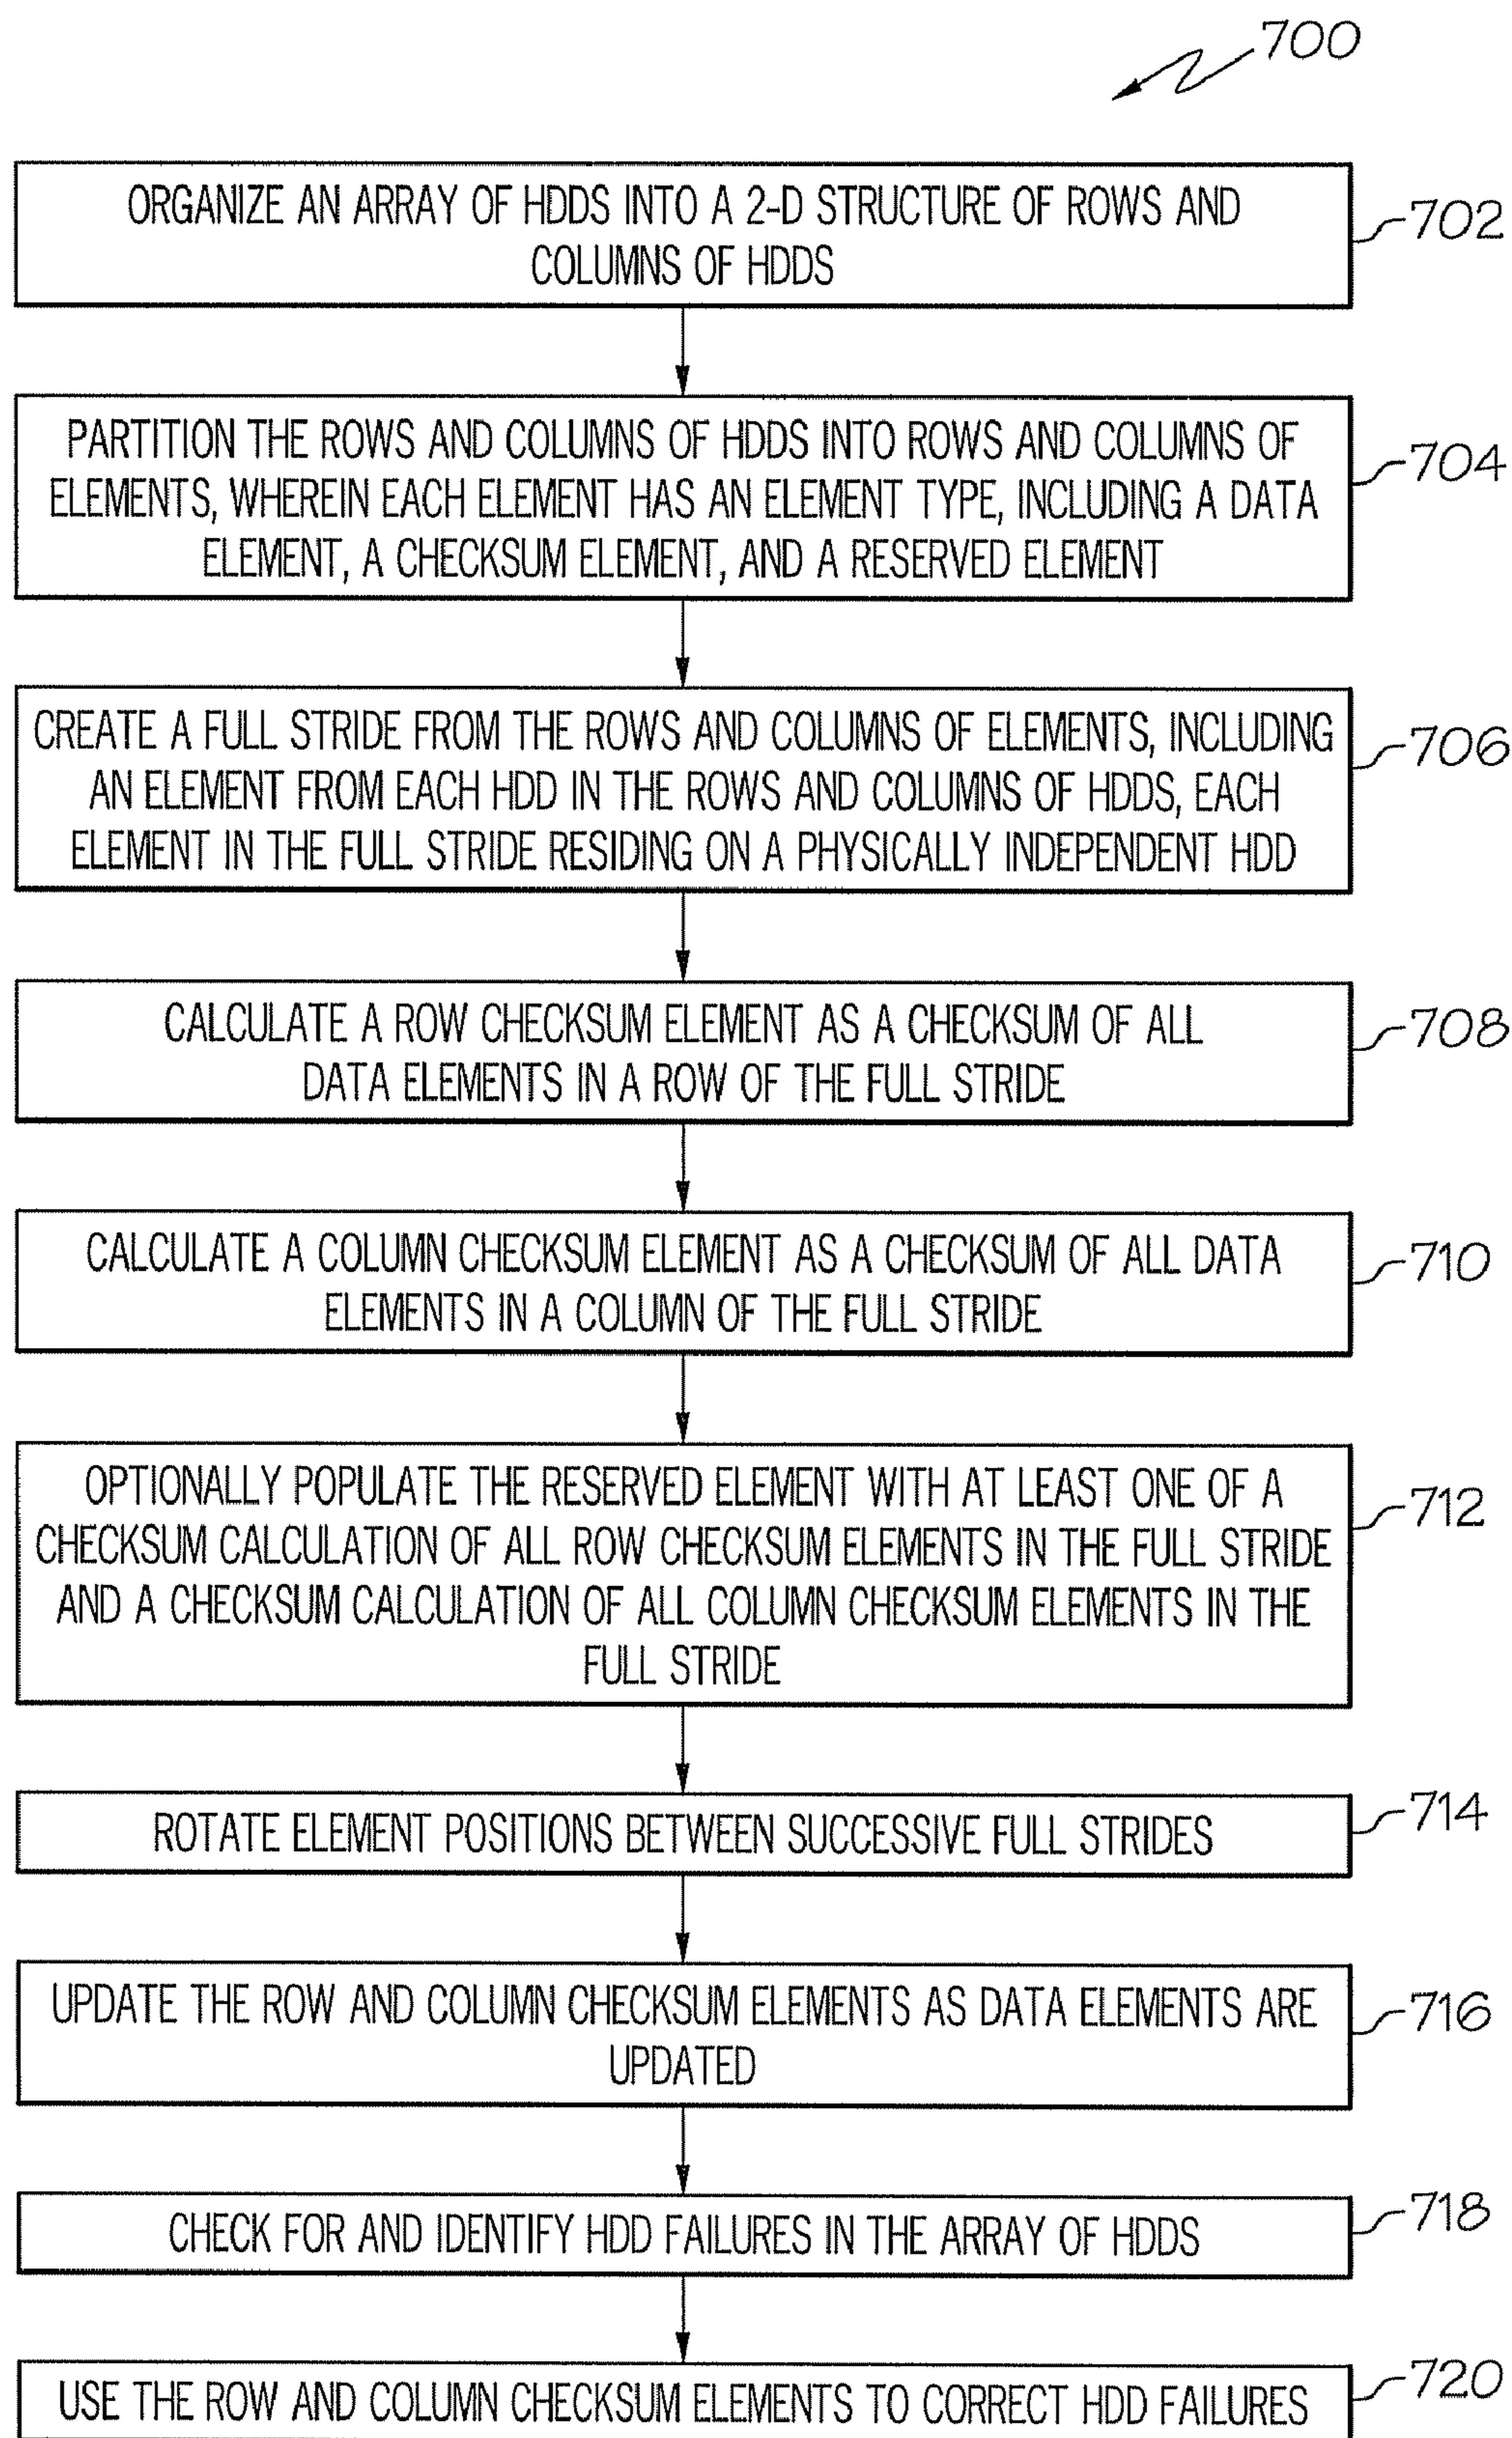 700
ORGANIZE AN ARRAY OF HDDS INTO A 2-D STRUCTURE OF ROWS AND
COLUMNS OF HDDS
702
PARTITION THE ROWS AND COLUMNS OF HDDS INTO ROWS AND COLUMNS OF
ELEMENTS, WHEREIN EACH ELEMENT HAS AN ELEMENT TYPE, INCLUDING A DATA
ELEMENT, A CHECKSUM ELEMENT, AND A RESERVED ELEMENT
704
CREATE A FULL STRIDE FROM THE ROWS AND COLUMNS OF ELEMENTS, INCLUDING
AN ELEMENT FROM EACH HDD IN THE ROWS AND COLUMNS OF HDDS, EACH
ELEMENT IN THE FULL STRIDE RESIDING ON A PHYSICALLY INDEPENDENT HDD
706
CALCULATE A ROW CHECKSUM ELEMENT AS A CHECKSUM OF ALL
DATA ELEMENTS IN A ROW OF THE FULL STRIDE
708
CALCULATE A COLUMN CHECKSUM ELEMENT AS A CHECKSUM OF ALL DATA
ELEMENTS IN A COLUMN OF THE FULL STRIDE
710
OPTIONALLY POPULATE THE RESERVED ELEMENT WITH AT LEAST ONE OF A
CHECKSUM CALCULATION OF ALL ROW CHECKSUM ELEMENTS IN THE FULL STRIDE
AND A CHECKSUM CALCULATION OF ALL COLUMN CHECKSUM ELEMENTS IN THE
FULL STRIDE
712
ROTATE ELEMENT POSITIONS BETWEEN SUCCESSIVE FULL STRIDES
714
UPDATE THE ROW AND COLUMN CHECKSUM ELEMENTS AS DATA ELEMENTS ARE
UPDATED
716
CHECK FOR AND IDENTIFY HDD FAILURES IN THE ARRAY OF HDDS
718
USE THE ROW AND COLUMN CHECKSUM ELEMENTS TO CORRECT HDD FAILURES
720